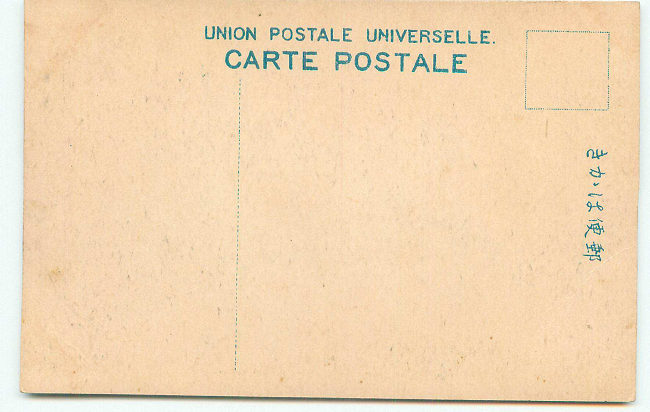 UNION POSTALE UNIVERSELLE.
CARTE POSTALE
郵便はかき